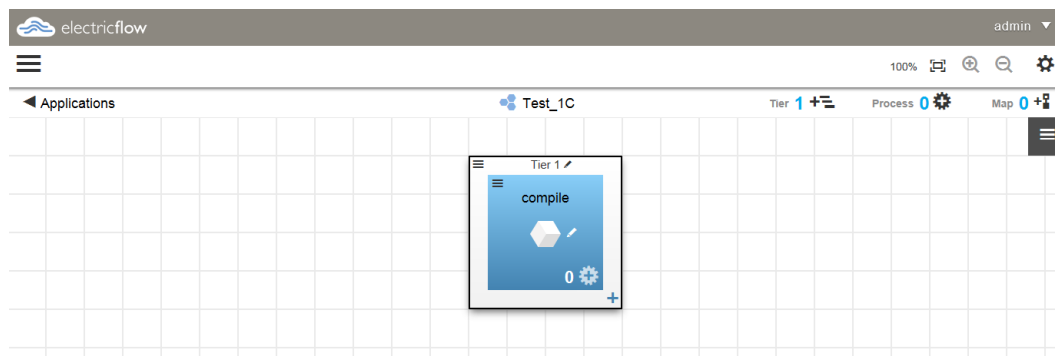 electricflow
admin
100%
Applications
Test_1C
Tier 1
Process 0
Map 0
Tier 1
compile
0